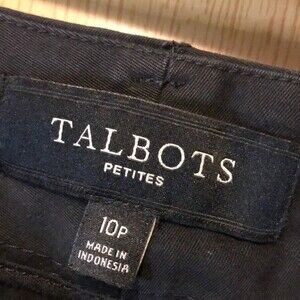 TALBOTS
PETITES
10P
MADE IN
INDONESIA